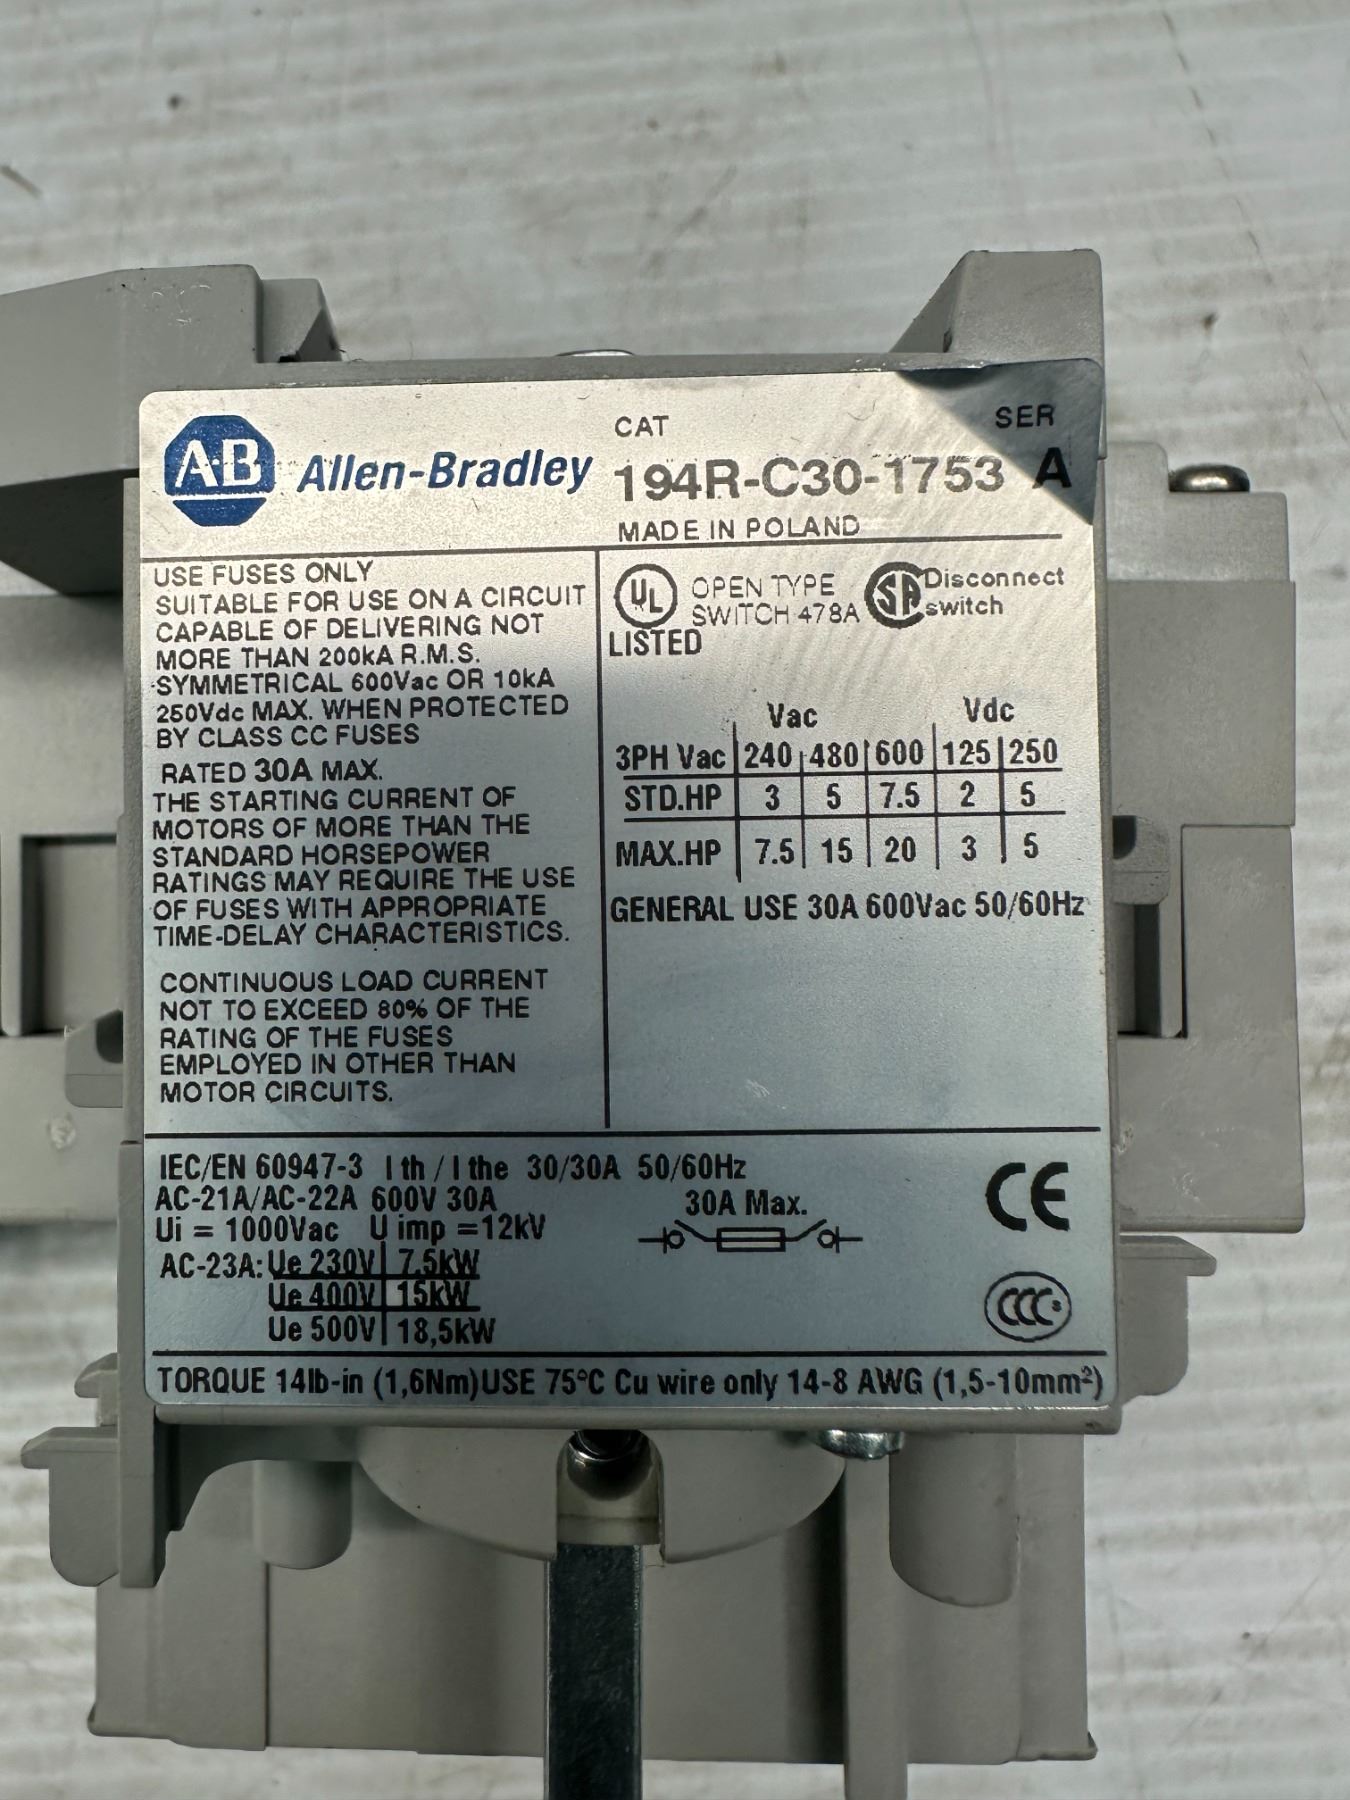 A-B Allen-Bradley
CAT
194R-C30-1753
SER
A
MADE IN POLAND
USE FUSES ONLY
SUITABLE FOR USE ON A CIRCUIT
CAPABLE OF DELIVERING NOT
MORE THAN 200kA R.M.S.
SYMMETRICAL 600Vac OR 10kA
250Vdc MAX. WHEN PROTECTED
BY CLASS CC FUSES
RATED 30A MAX.
THE STARTING CURRENT OF
MOTORS OF MORE THAN THE
STANDARD HORSEPOWER
RATINGS MAY REQUIRE THE USE
OF FUSES WITH APPROPRIATE
TIME-DELAY CHARACTERISTICS.
CONTINUOUS LOAD CURRENT
NOT TO EXCEED 80% OF THE
RATING OF THE FUSES
EMPLOYED IN OTHER THAN
MOTOR CIRCUITS.
UL OPEN TYPE
SWITCH 478A
LISTED
SA Disconnect
switch
Vac Vdc
3PH Vac 240 480 600 125 250
STD.HP 3 5 7.5 2 5
MAX.HP 7.5 15 20 3 5
GENERAL USE 30A 600Vac 50/60Hz
IEC/EN 60947-3 I th / I the 30/30A 50/60Hz
AC-21A/AC-22A 600V 30A
Ui = 1000Vac U imp =12kV
AC-23A: Ue 230V 7.5kW
Ue 400V 15kW
Ue 500V 18,5kW
30A Max.
CE
CCC S
TORQUE 14lb-in (1,6Nm) USE 75°C Cu wire only 14-8 AWG (1,5-10mm²)